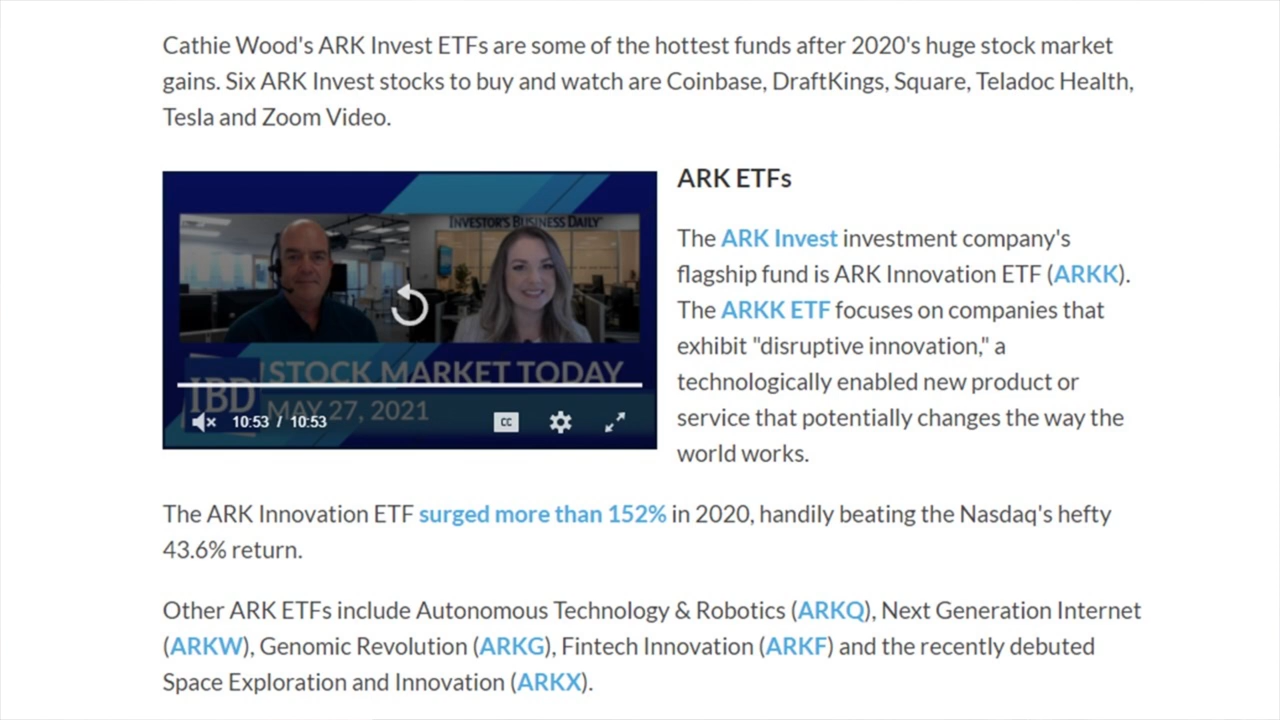 Cathie Wood's ARK Invest ETFs are some of the hottest funds after 2020's huge stock market
gains. Six ARK Invest stocks to buy and watch are Coinbase, DraftKings, Square, Teladoc Health,
Tesla and Zoom Video.
INVESTOR'S BUSINESS DAILY
IBD
STOCK MARKET TODAY
MAY 27, 2021
10:53 / 10:53
CC
ARK ETFs
The ARK Invest investment company's
flagship fund is ARK Innovation ETF (ARKK).
The ARKK ETF focuses on companies that
exhibit "disruptive innovation," a
technologically enabled new product or
service that potentially changes the way the
world works.
The ARK Innovation ETF surged more than 152% in 2020, handily beating the Nasdaq's hefty
43.6% return.
Other ARK ETFs include Autonomous Technology & Robotics (ARKQ), Next Generation Internet
(ARKW), Genomic Revolution (ARKG), Fintech Innovation (ARKF) and the recently debuted
Space Exploration and Innovation (ARKX).